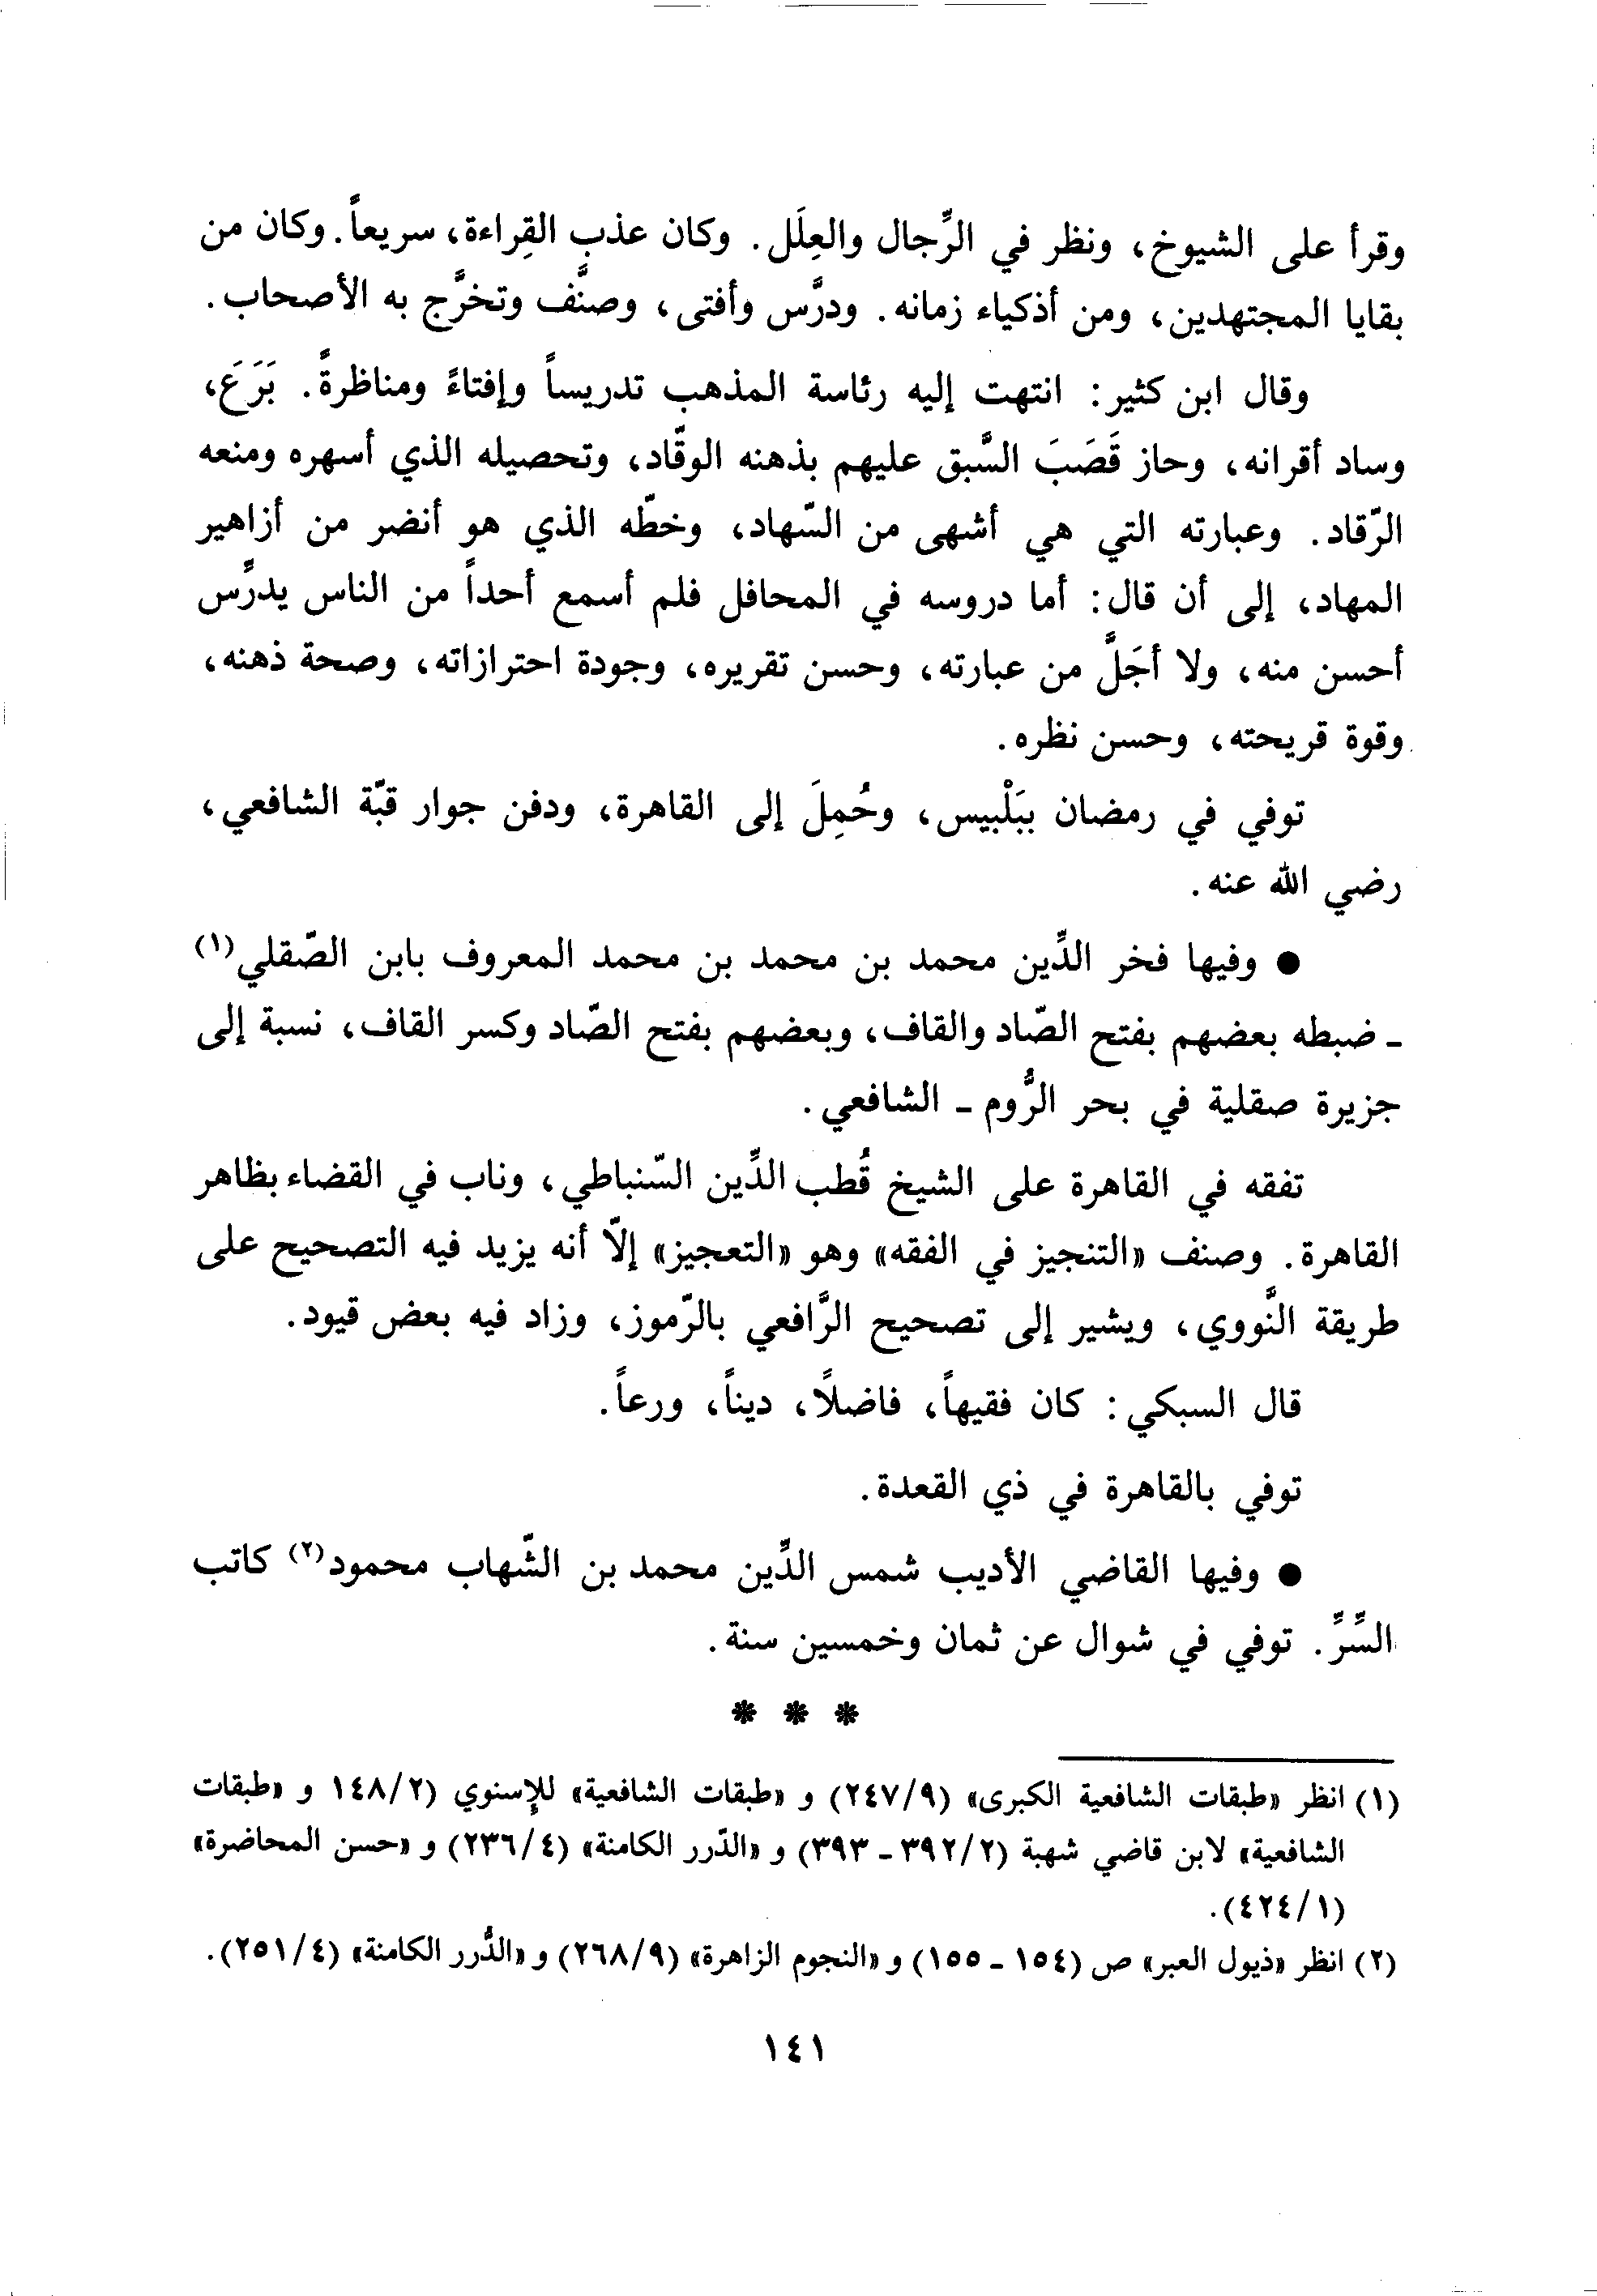 وقرأ على الشيوخ، ونظر في الرِّجال والعِلَل. وكان عذب القِراءة، سريعاً. وكان من
بقايا المجتهدين، ومن أذكياء زمانه. ودرَّس وأفتى، وصنَّف وتخرَّج به الأصحاب.
وقال ابن كثير: انتهت إليه رئاسة المذهب تدريساً وإفتاءً ومناظرةً. بَرَعَ،
وساد أقرانه، وحاز قَصَبَ السَّبق عليهم بذهنه الوقّاد، وتحصيله الذي أسهره ومنعه
الرّقاد. وعبارته التي هي أشهى من السّهاد، وخطّه الذي هو أنضر من أزاهير
المهاد، إلى أن قال: أما دروسه في المحافل فلم أسمع أحداً من الناس يدرِّس
أحسن منه، ولا أجَلَّ من عبارته، وحسن تقريره، وجودة احترازاته، وصحة ذهنه،
وقوة قريحته، وحسن نظره.
توفي في رمضان ببَلْبيس، وحُمِلَ إلى القاهرة، ودفن جوار قبّة الشافعي،
رضي الله عنه.
● وفيها فخر الدِّين محمد بن محمد بن محمد المعروف بابن الصّقلي(١)
ـ ضبطه بعضهم بفتح الصّاد والقاف، وبعضهم بفتح الصّاد وكسر القاف، نسبة إلى
جزيرة صقلية في بحر الرُّوم ـ الشافعي.
تفقه في القاهرة على الشيخ قُطب الدِّين السّنباطي، وناب في القضاء بظاهر
القاهرة. وصنف «التنجيز في الفقه» وهو «التعجيز» إلّا أنه يزيد فيه التصحيح على
طريقة النَّووي، ويشير إلى تصحيح الرَّافعي بالرّموز، وزاد فيه بعض قيود.
قال السبكي: كان فقيهاً، فاضلاً، ديناً، ورعاً.
توفي بالقاهرة في ذي القعدة.
● وفيها القاضي الأديب شمس الدِّين محمد بن الشّهاب محمود(٢) كاتب
السِّرِّ. توفي في شوال عن ثمان وخمسين سنة.
* * *
(١) انظر «طبقات الشافعية الكبرى» (٢٤٧/٩) و «طبقات الشافعية» للإسنوي (١٤٨/٢ و «طبقات
الشافعية» لابن قاضي شهبة (٣٩٢/٢ ـ ٣٩٣) و «الدّرر الكامنة» (٢٣٦/٤) و «حسن المحاضرة»
(٤٢٤/١).
(٢) انظر «ذيول العبر» ص (١٥٤ ـ ١٥٥) و «النجوم الزاهرة» (٢٦٨/٩) و «الدُّرر الكامنة» (٢٥١/٤).
١٤١